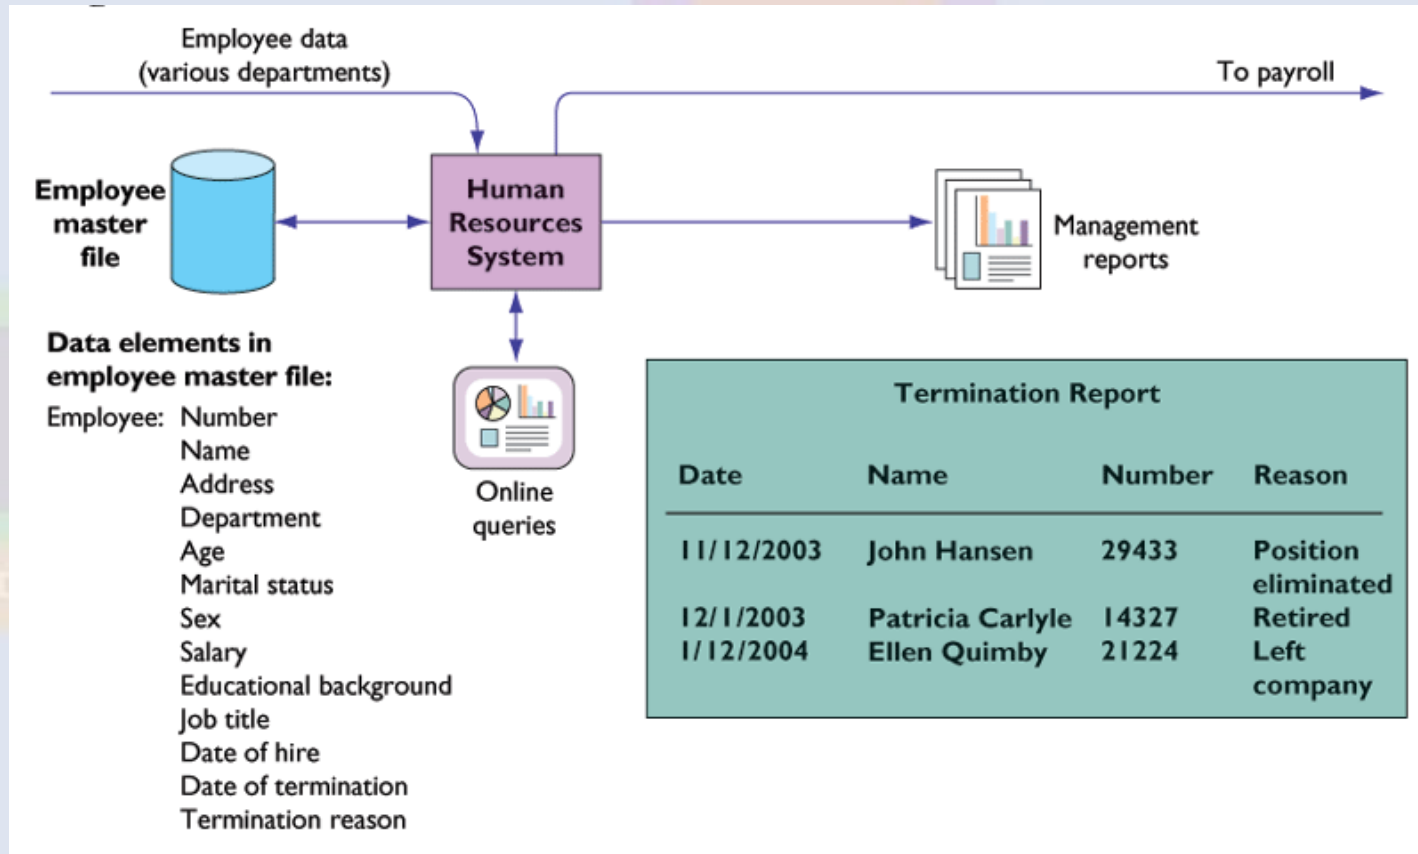 Employee data
(various departments)
To payroll
Employee
master
file
Human
Resources
System
Management
reports
Data elements in
employee master file:
Employee: Number
Name
Address
Department
Age
Marital status
Sex
Salary
Educational background
Job title
Date of hire
Date of termination
Termination reason
Online
queries
Termination Report
Date Name Number Reason
11/12/2003 John Hansen 29433 Position
eliminated
12/1/2003 Patricia Carlyle 14327 Retired
1/12/2004 Ellen Quimby 21224 Left
company